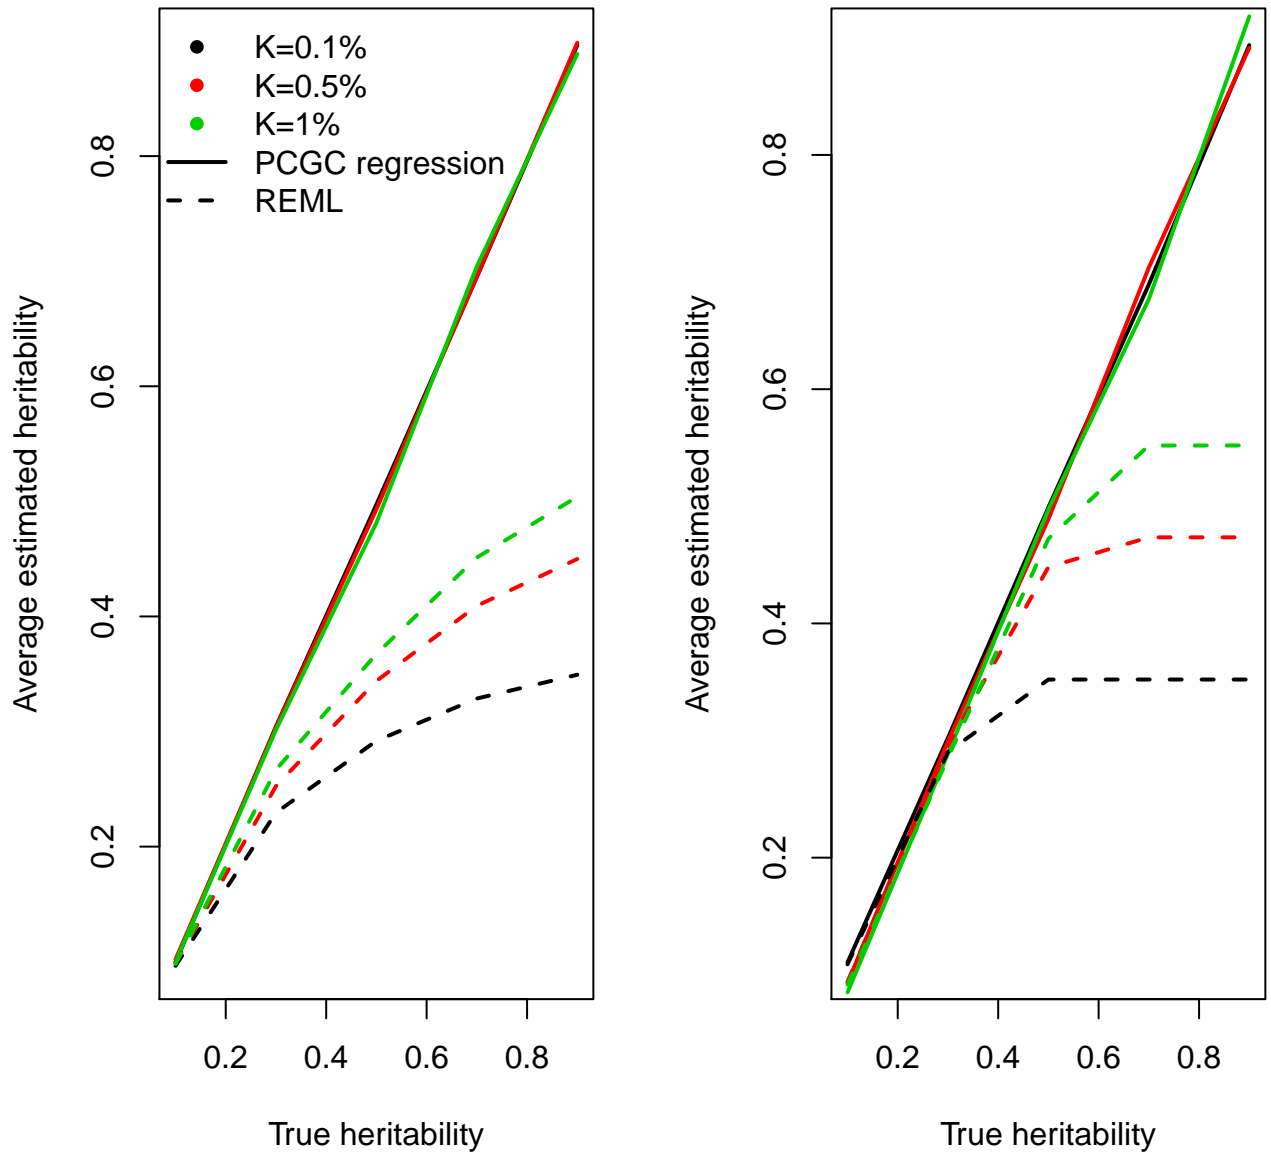 K=0.1%
K=0.5%
K=1%
PCGC regression
REML
Average estimated heritability
0.8
0.6
0.4
0.2
0.2 0.4 0.6 0.8
True heritability
Average estimated heritability
0.8
0.6
0.4
0.2
0.2 0.4 0.6 0.8
True heritability